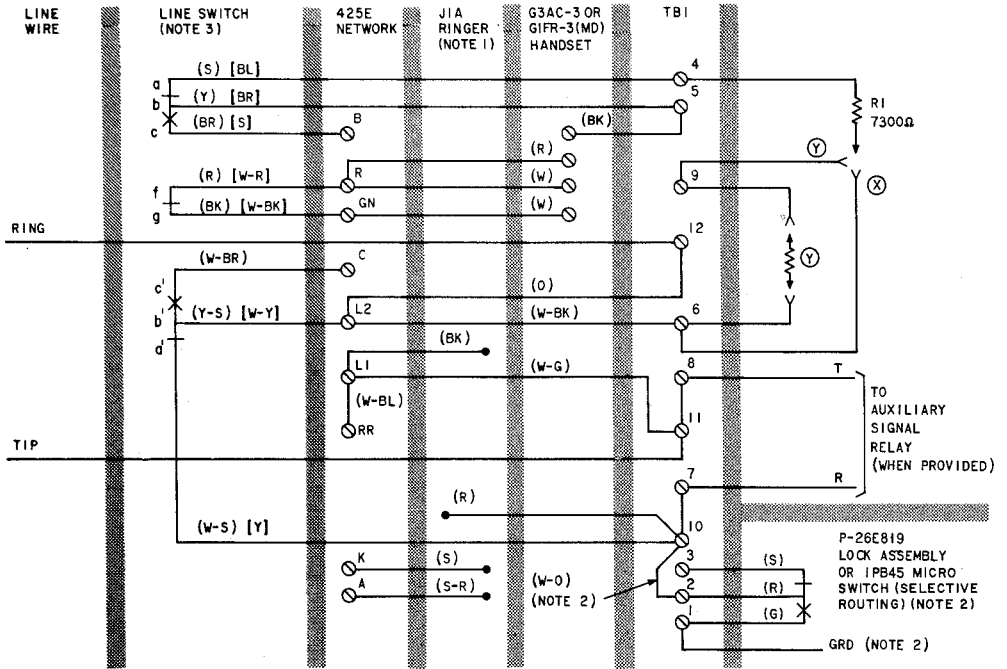 LINE WIRE
LINE SWITCH (NOTE 3)
425E NETWORK
J1A RINGER (NOTE 1)
G3AC-3 OR G1FR-3(MD) HANDSET
TB1
(S) [BL]
4
a
b
(Y) [BR]
5
R1
7300Ω
c
(BR) [S]
B
(BK)
(R)
Y
X
f
(R) [W-R]
R
(W)
9
g
(BK) [W-BK]
GN
(W)
RING
12
(W-BR)
C
Y
c'
(O)
b'
(Y-S) [W-Y]
L2
(W-BK)
6
a'
(BK)
L1
(W-G)
8
T
(W-BL)
TO
AUXILIARY
SIGNAL
RELAY
(WHEN PROVIDED)
RR
11
TIP
7
R
(R)
(W-S) [Y]
10
P-26E819
LOCK ASSEMBLY
OR 1PB45 MICRO
SWITCH (SELECTIVE
ROUTING) (NOTE 2)
K
(S)
3
(S)
(W-O)
(NOTE 2)
A
(S-R)
2
(R)
1
(G)
GRD (NOTE 2)